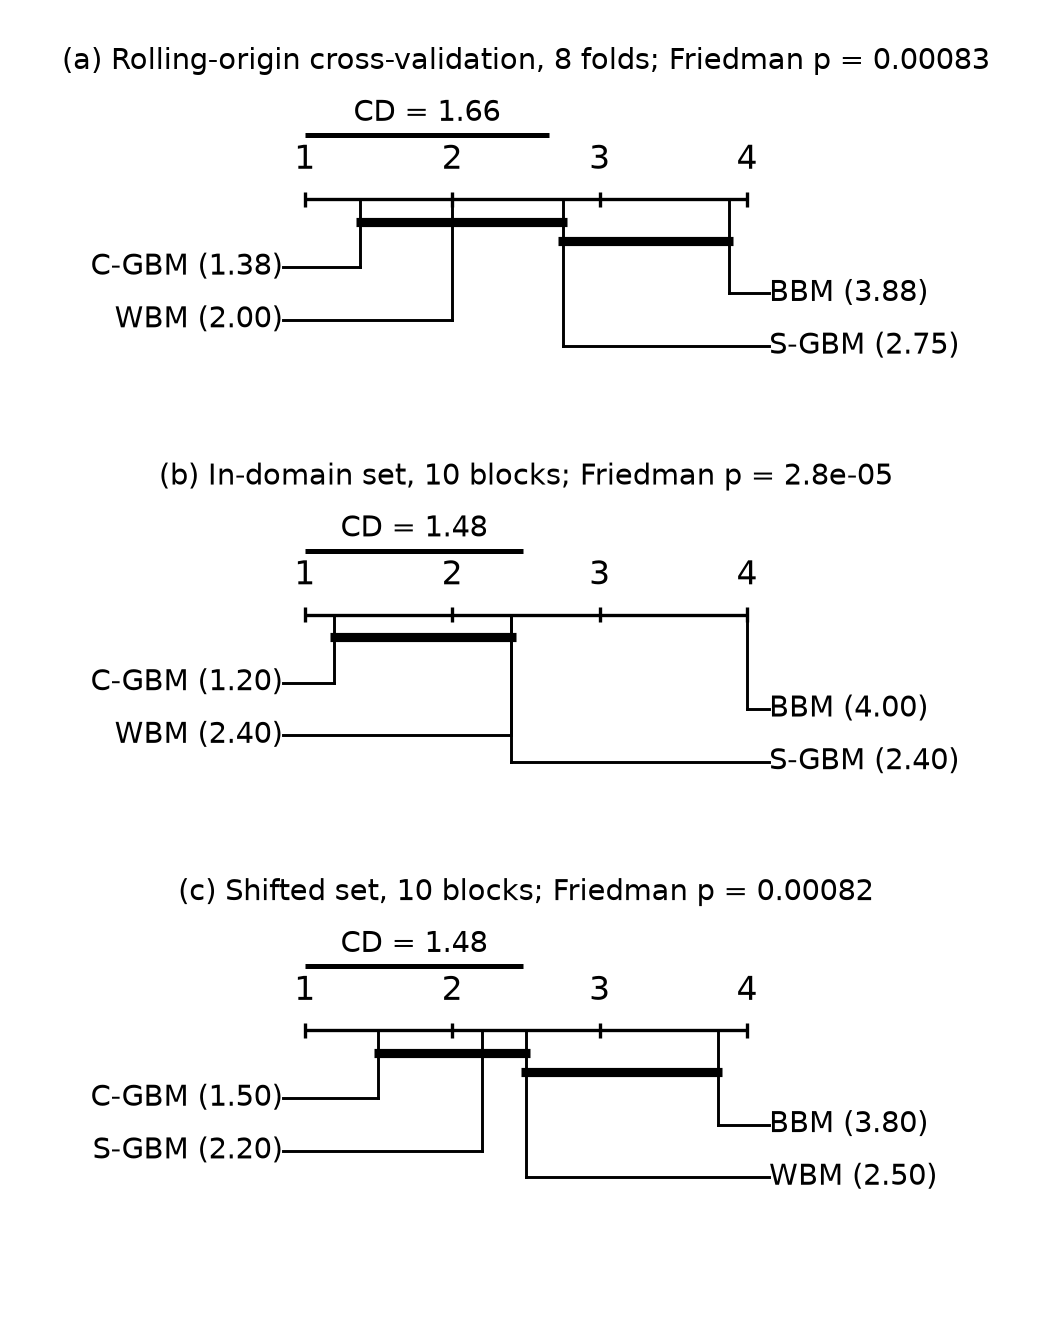 (a) Rolling-origin cross-validation, 8 folds; Friedman p = 0.00083
CD = 1.66
1 2 3 4
C-GBM (1.38)
BBM (3.88)
WBM (2.00)
S-GBM (2.75)
(b) In-domain set, 10 blocks; Friedman p = 2.8e-05
CD = 1.48
1 2 3 4
C-GBM (1.20)
BBM (4.00)
WBM (2.40)
S-GBM (2.40)
(c) Shifted set, 10 blocks; Friedman p = 0.00082
CD = 1.48
1 2 3 4
C-GBM (1.50)
BBM (3.80)
S-GBM (2.20)
WBM (2.50)